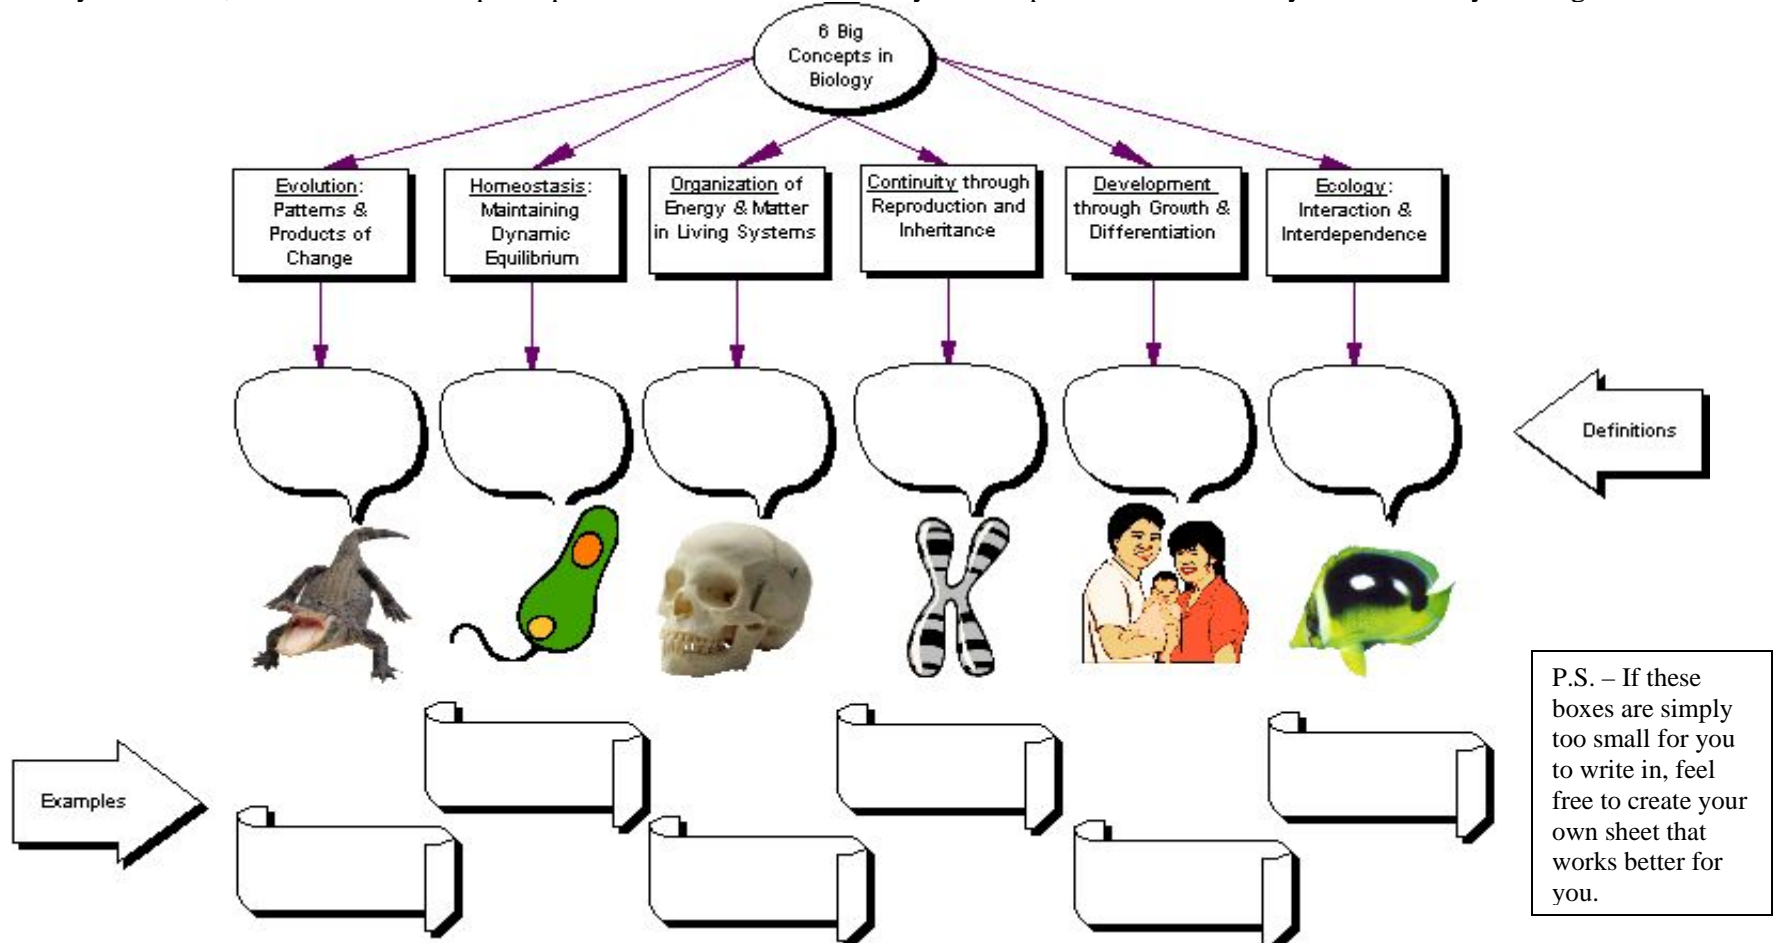 6 Big
Concepts in
Biology
Evolution:
Patterns &
Products of
Change
Homeostasis:
Maintaining
Dynamic
Equilibrium
Organization of
Energy & Matter
in Living Systems
Continuity through
Reproduction and
Inheritance
Development
through Growth &
Differentiation
Ecology:
Interaction &
Interdependence
Definitions
Examples
P.S. – If these
boxes are simply
too small for you
to write in, feel
free to create your
own sheet that
works better for
you.